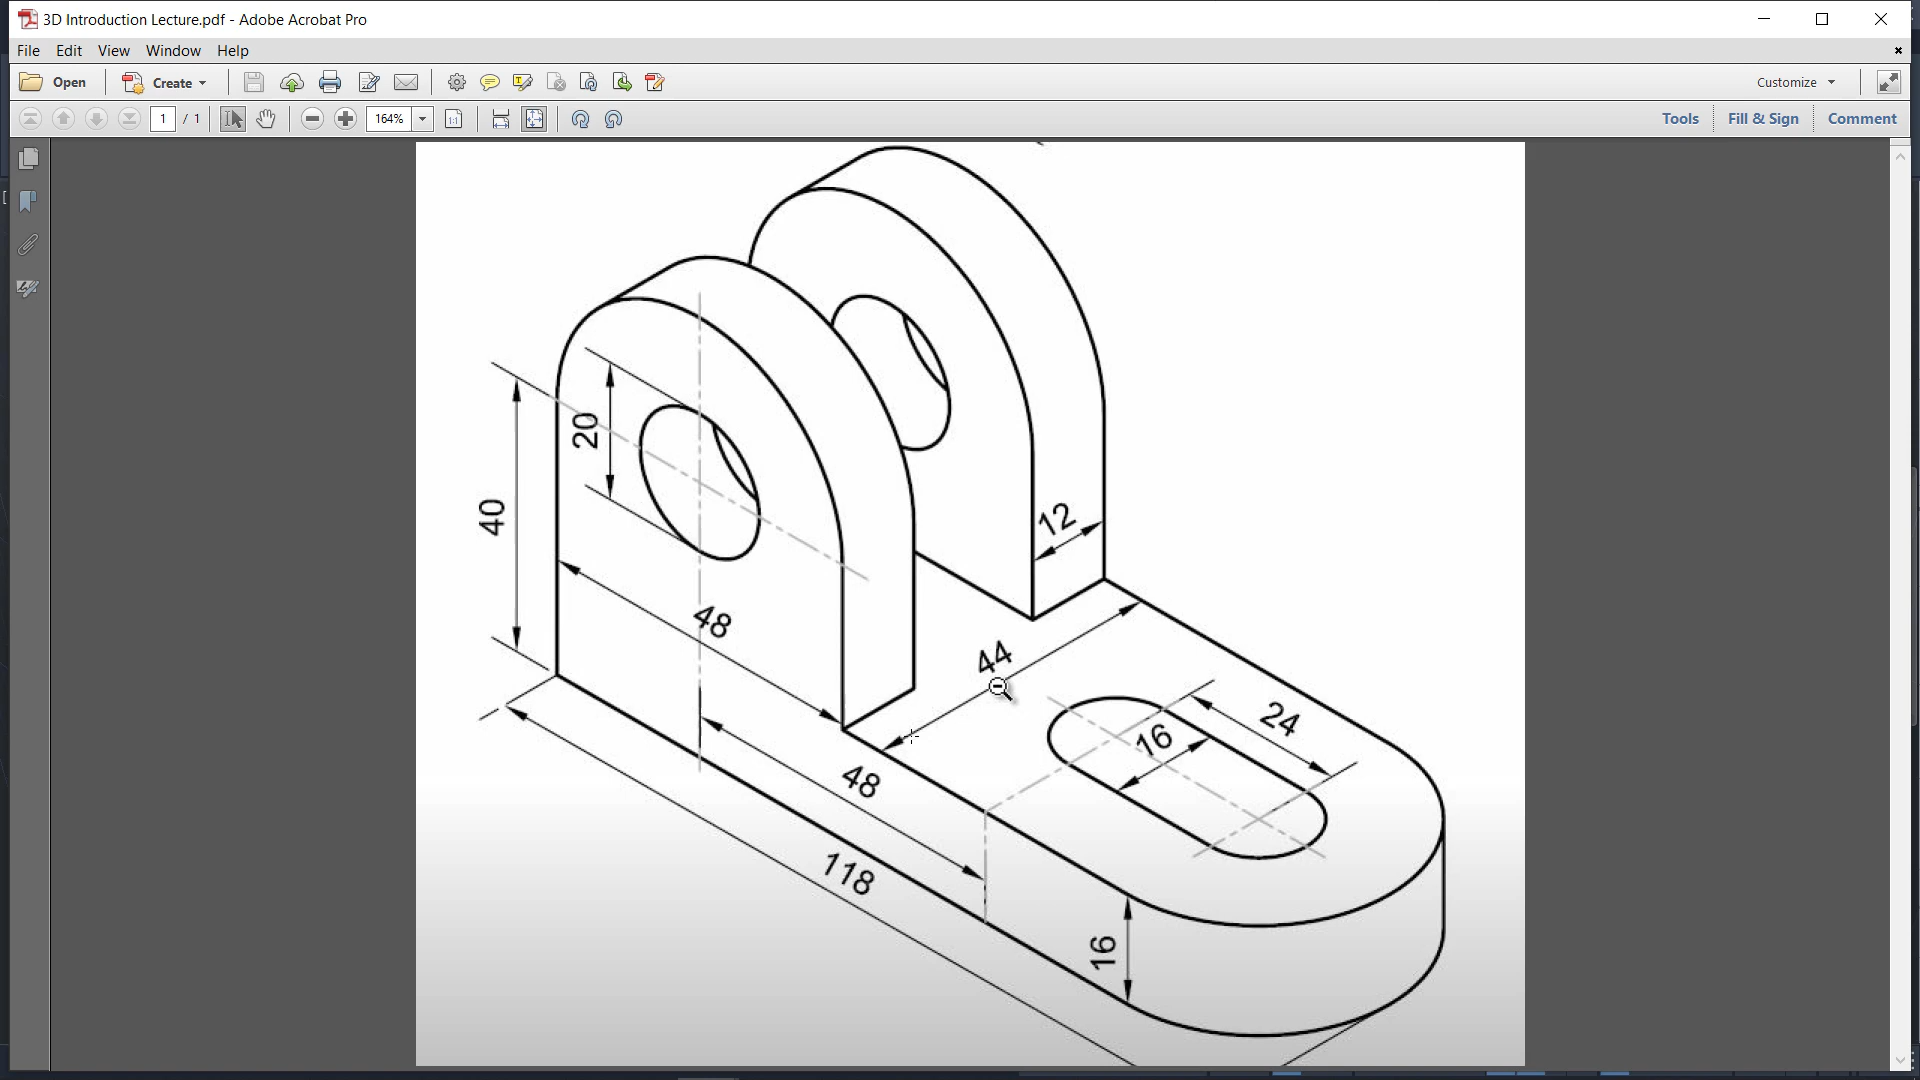 3D Introduction Lecture.pdf - Adobe Acrobat Pro
File Edit View Window Help
Open Create Customize
1 / 1 164% Tools Fill & Sign Comment
20
40
12
48
44
24
16
48
118
16